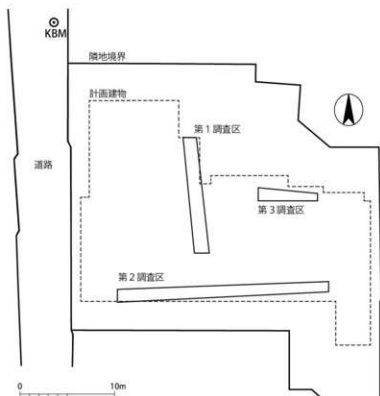 KBM
隣地境界
計画建物
第1調査区
道路
第3調査区
第2調査区
0 10m